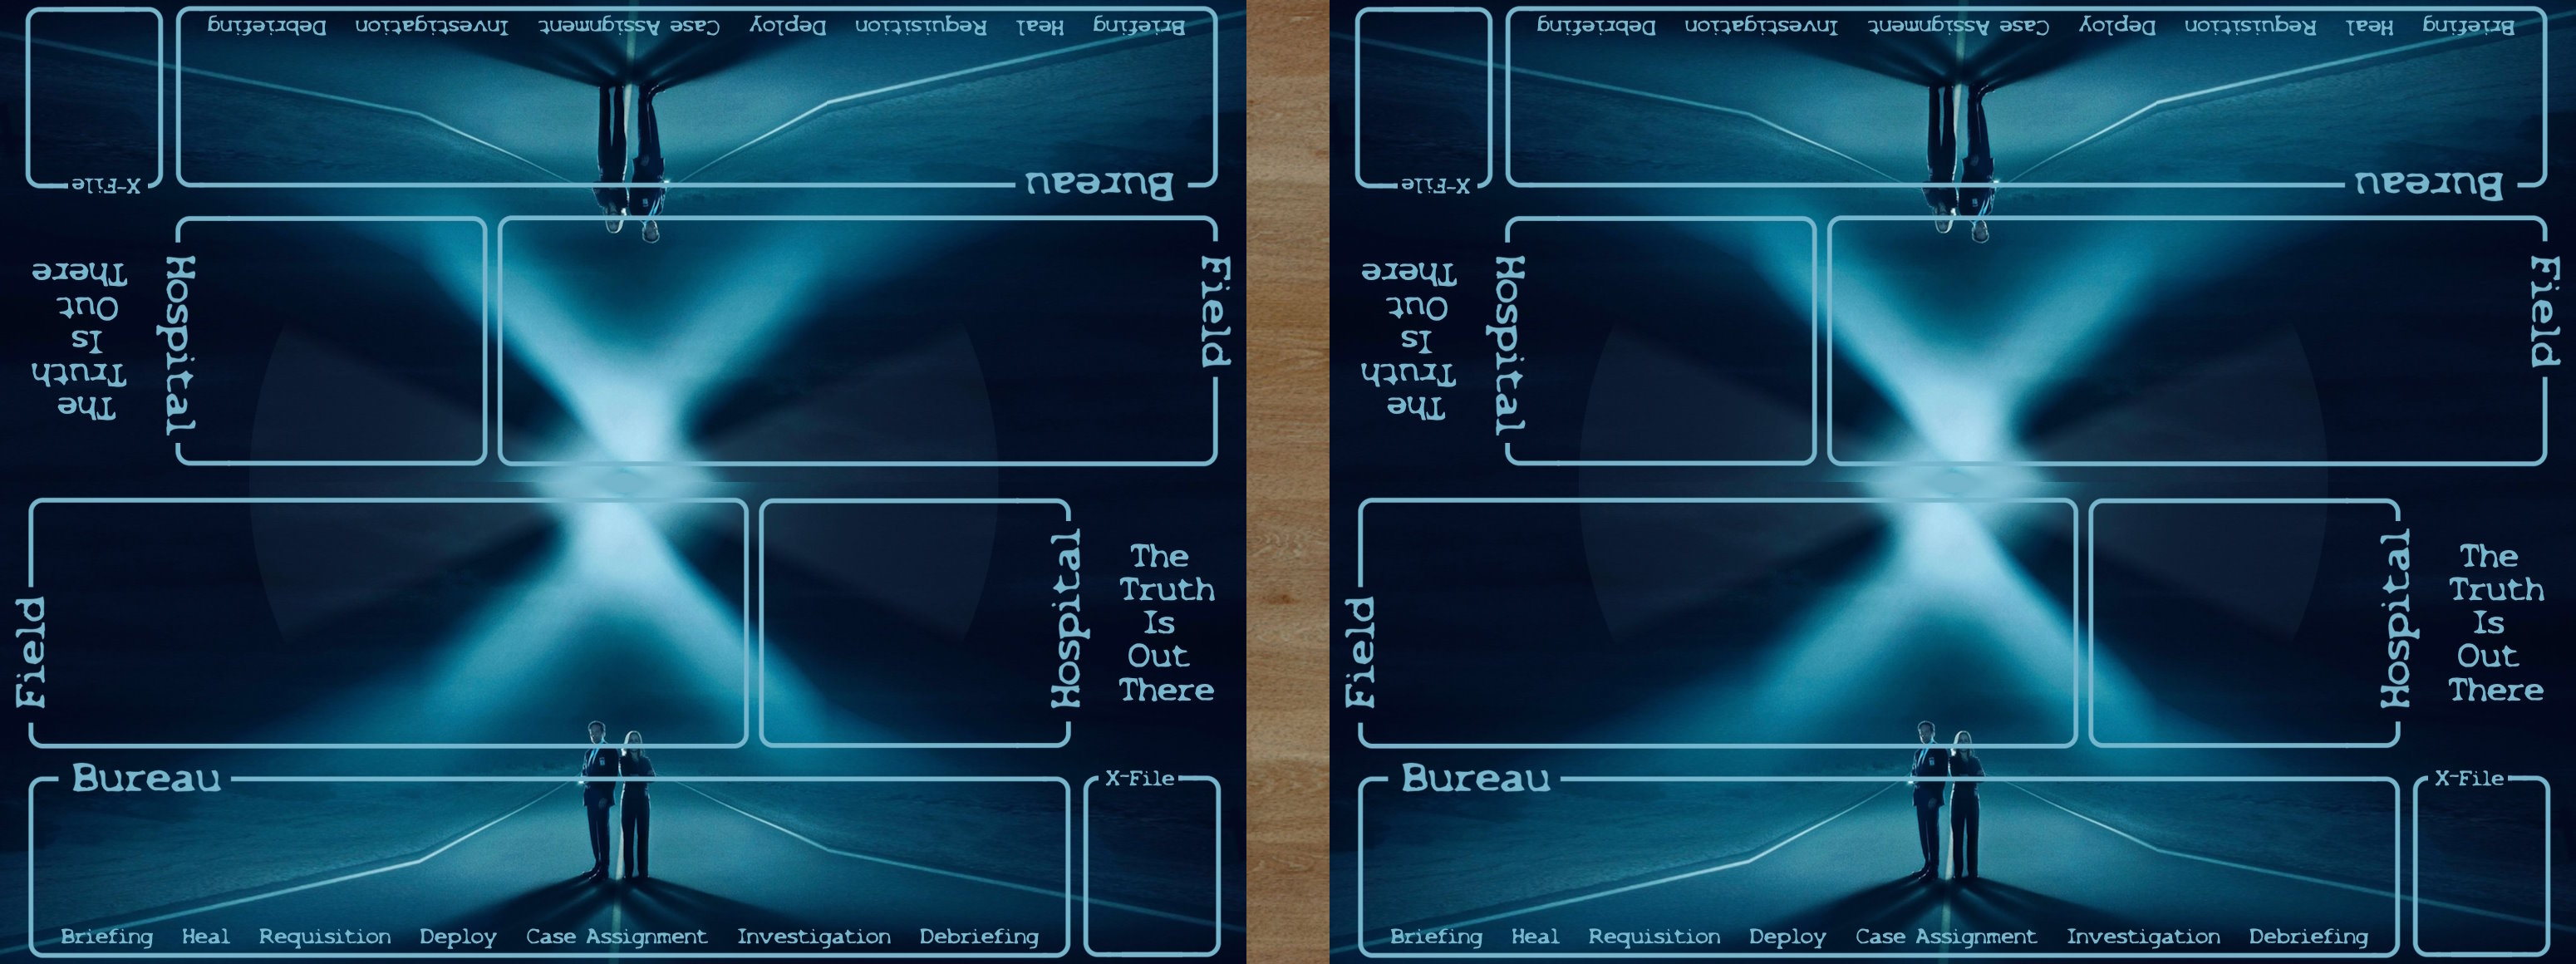 Debriefing Investigation Case Assignment Deploy Requisition Heal Briefing
X-File
Bureau
Hospital
Field
The
Truth
Is
Out
There
Field
Hospital
The
Truth
Is
Out
There
Bureau
X-File
Briefing Heal Requisition Deploy Case Assignment Investigation Debriefing
Debriefing Investigation Case Assignment Deploy Requisition Heal Briefing
X-File
Bureau
Hospital
Field
The
Truth
Is
Out
There
Field
Hospital
The
Truth
Is
Out
There
Bureau
X-File
Briefing Heal Requisition Deploy Case Assignment Investigation Debriefing